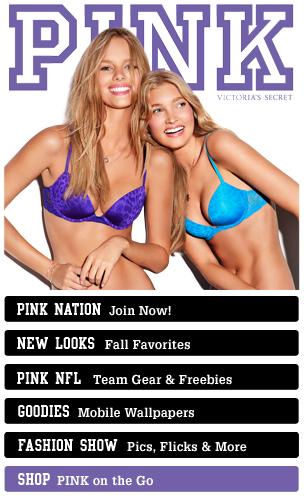 PINK
VICTORIA'S SECRET
PINK NATION Join Now!
NEW LOOKS Fall Favorites
PINK NFL Team Gear & Freebies
GOODIES Mobile Wallpapers
FASHION SHOW Pics, Flicks & More
SHOP PINK on the Go